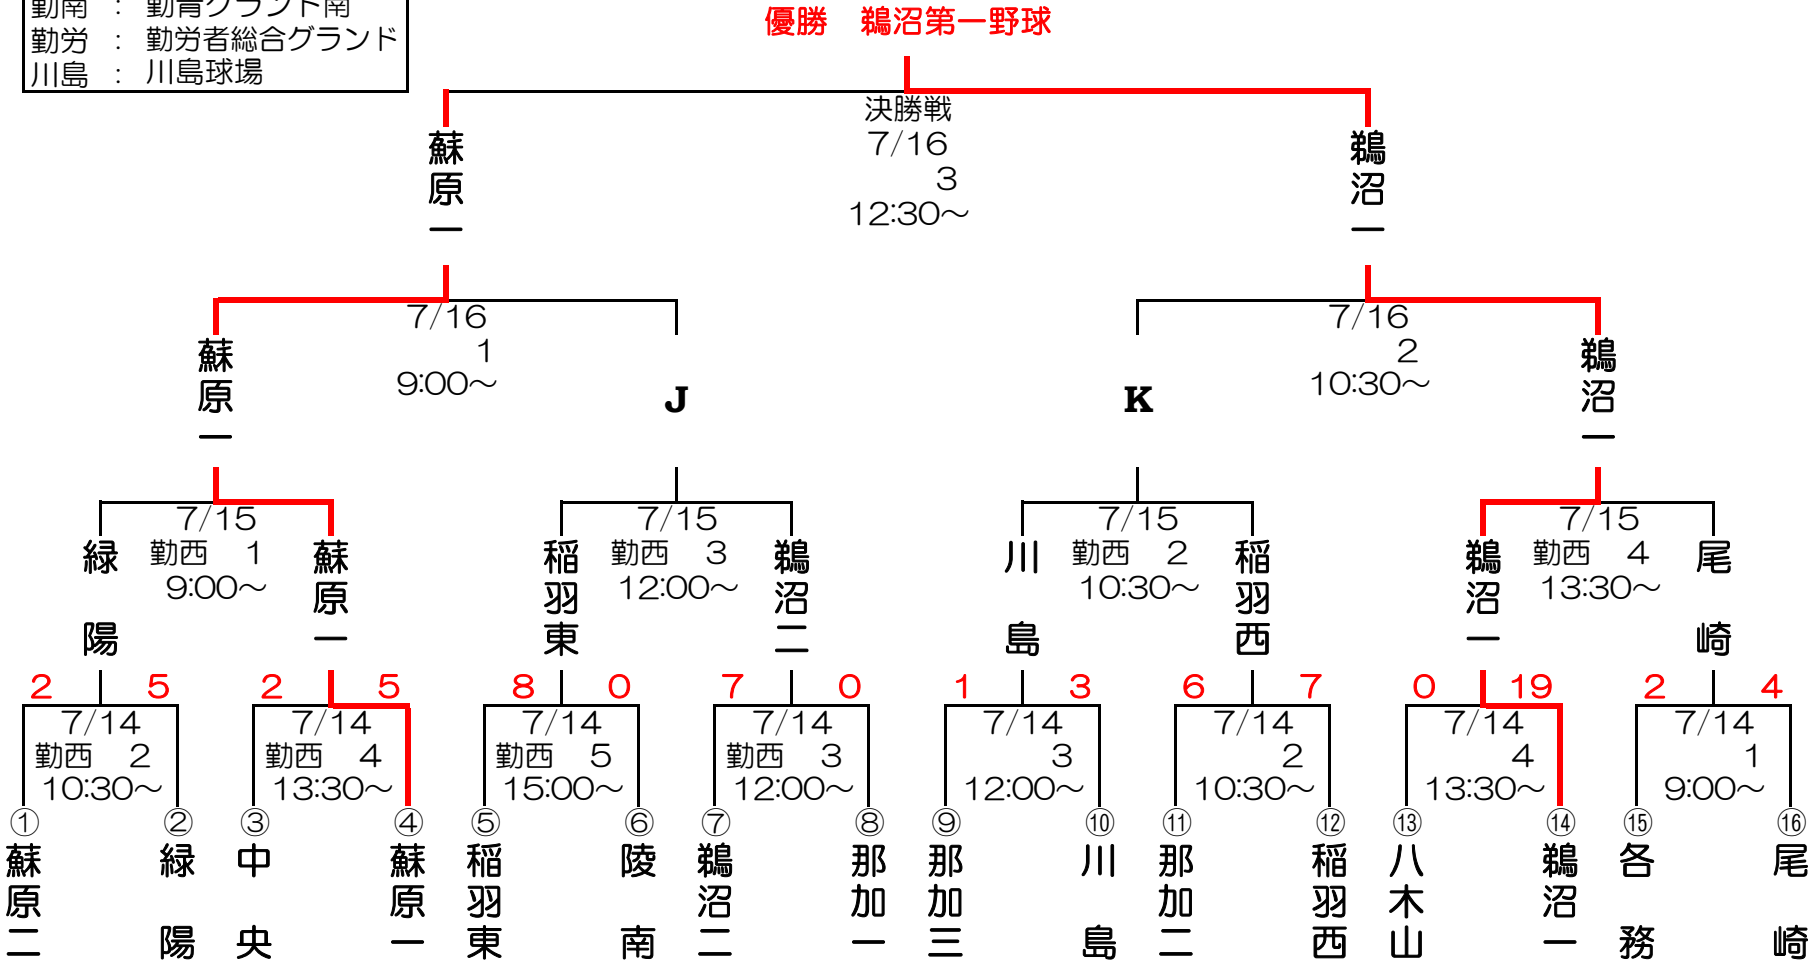 勤南 : 勤青グランド南
優勝 鵜沼第一野球
勤労 : 勤労者総合グランド
川島 : 川島球場
決勝戦
7/16
3
12:30～
蘇原一
鵜沼一
7/16
1
9:00～
7/16
2
10:30～
蘇原一
J
K
鵜沼一
7/15
勤西 1
9:00～
7/15
勤西 3
12:00～
7/15
勤西 2
10:30～
7/15
勤西 4
13:30～
緑陽
蘇原一
稲羽東
鵜沼二
川島
稲羽西
鵜沼一
尾崎
2 5 2 5 8 0 7 0 1 3 6 7 0 19 2 4
7/14
勤西 2
10:30～
7/14
勤西 4
13:30～
7/14
勤西 5
15:00～
7/14
勤西 3
12:00～
7/14
3
12:00～
7/14
2
10:30～
7/14
4
13:30～
7/14
1
9:00～
① ② ③ ④ ⑤ ⑥ ⑦ ⑧ ⑨ ⑩ ⑪ ⑫ ⑬ ⑭ ⑮ ⑯
蘇原二
緑陽
中央
蘇原一
稲羽東
陵南
鵜沼二
那加一
那加三
川島
那加二
稲羽西
八木山
鵜沼一
各務
尾崎